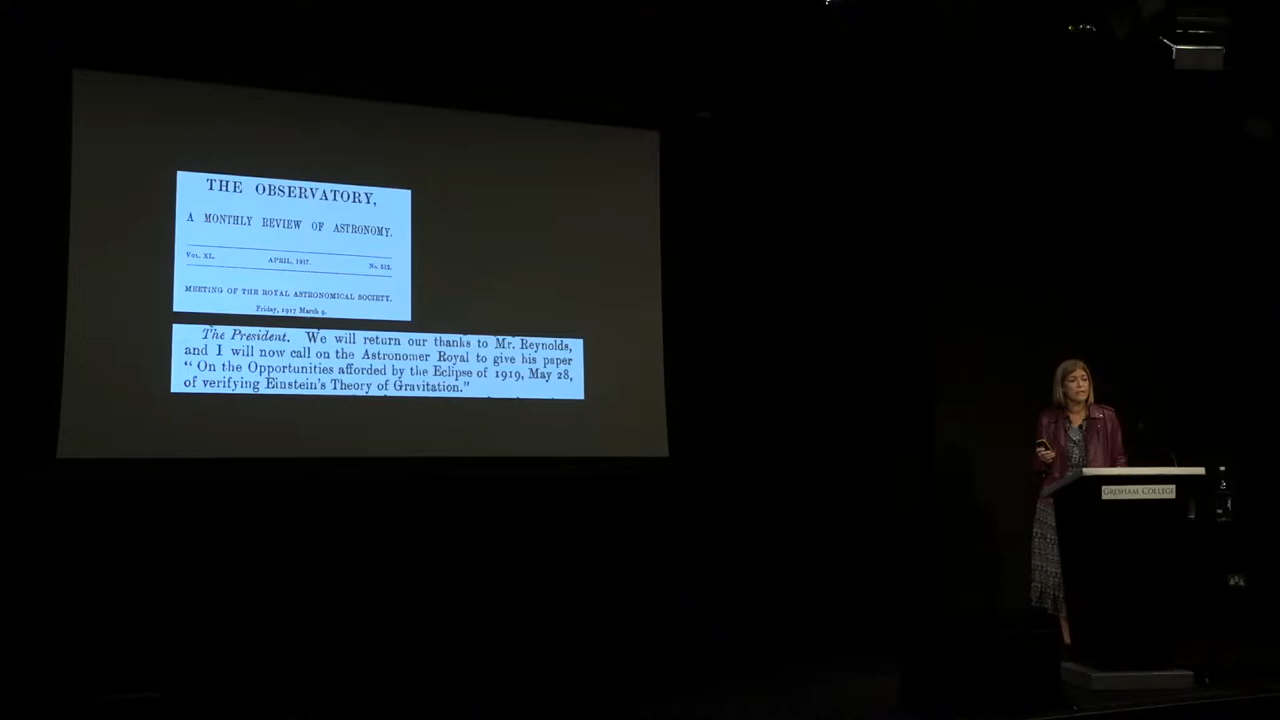 THE OBSERVATORY,
A MONTHLY REVIEW OF ASTRONOMY.
VOL. XL. APRIL, 1917. No. 512.
MEETING OF THE ROYAL ASTRONOMICAL SOCIETY.
Friday, 1917 March 9.
The President. We will return our thanks to Mr. Reynolds,
and I will now call on the Astronomer Royal to give his paper
“ On the Opportunities afforded by the Eclipse of 1919, May 28,
of verifying Einstein's Theory of Gravitation.”
GRESHAM COLLEGE